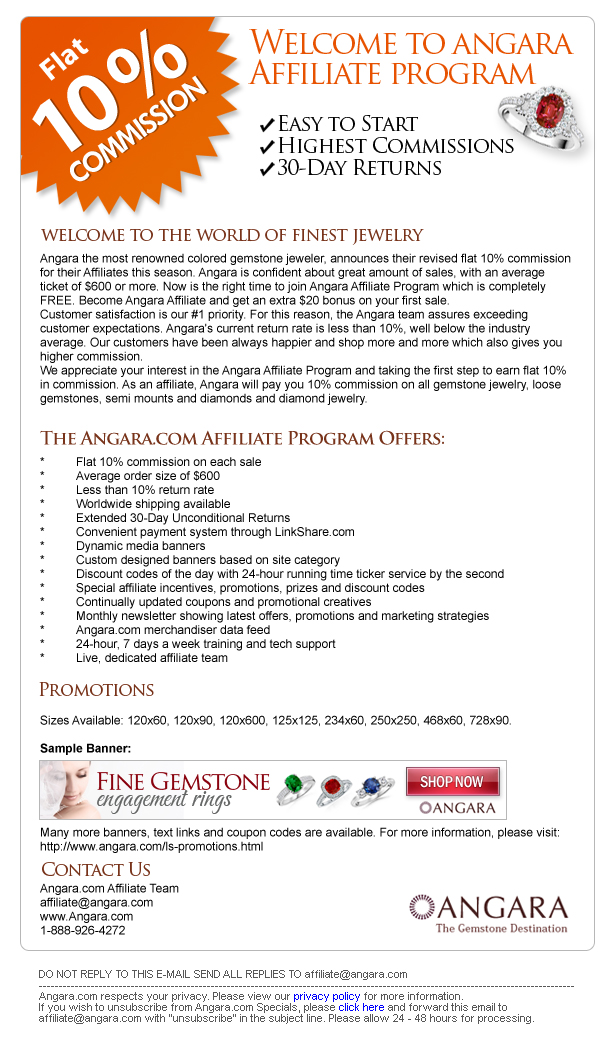 Flat
10%
COMMISSION
WELCOME TO ANGARA
AFFILIATE PROGRAM
✓ EASY TO START
✓ HIGHEST COMMISSIONS
✓ 30-DAY RETURNS
WELCOME TO THE WORLD OF FINEST JEWELRY
Angara the most renowned colored gemstone jeweler, announces their revised flat 10% commission
for their Affiliates this season. Angara is confident about great amount of sales, with an average
ticket of $600 or more. Now is the right time to join Angara Affiliate Program which is completely
FREE. Become Angara Affiliate and get an extra $20 bonus on your first sale.
Customer satisfaction is our #1 priority. For this reason, the Angara team assures exceeding
customer expectations. Angara's current return rate is less than 10%, well below the industry
average. Our customers have been always happier and shop more and more which also gives you
higher commission.
We appreciate your interest in the Angara Affiliate Program and taking the first step to earn flat 10%
in commission. As an affiliate, Angara will pay you 10% commission on all gemstone jewelry, loose
gemstones, semi mounts and diamonds and diamond jewelry.
THE ANGARA.COM AFFILIATE PROGRAM OFFERS:
* Flat 10% commission on each sale
* Average order size of $600
* Less than 10% return rate
* Worldwide shipping available
* Extended 30-Day Unconditional Returns
* Convenient payment system through LinkShare.com
* Dynamic media banners
* Custom designed banners based on site category
* Discount codes of the day with 24-hour running time ticker service by the second
* Special affiliate incentives, promotions, prizes and discount codes
* Continually updated coupons and promotional creatives
* Monthly newsletter showing latest offers, promotions and marketing strategies
* Angara.com merchandiser data feed
* 24-hour, 7 days a week training and tech support
* Live, dedicated affiliate team
PROMOTIONS
Sizes Available: 120x60, 120x90, 120x600, 125x125, 234x60, 250x250, 468x60, 728x90.
Sample Banner:
FINE GEMSTONE
engagement rings
SHOP NOW
ANGARA
Many more banners, text links and coupon codes are available. For more information, please visit:
http://www.angara.com/ls-promotions.html
CONTACT US
Angara.com Affiliate Team
affiliate@angara.com
www.Angara.com
1-888-926-4272
ANGARA
The Gemstone Destination
DO NOT REPLY TO THIS E-MAIL SEND ALL REPLIES TO affiliate@angara.com
Angara.com respects your privacy. Please view our privacy policy for more information.
If you wish to unsubscribe from Angara.com Specials, please click here and forward this email to
affiliate@angara.com with "unsubscribe" in the subject line. Please allow 24 - 48 hours for processing.